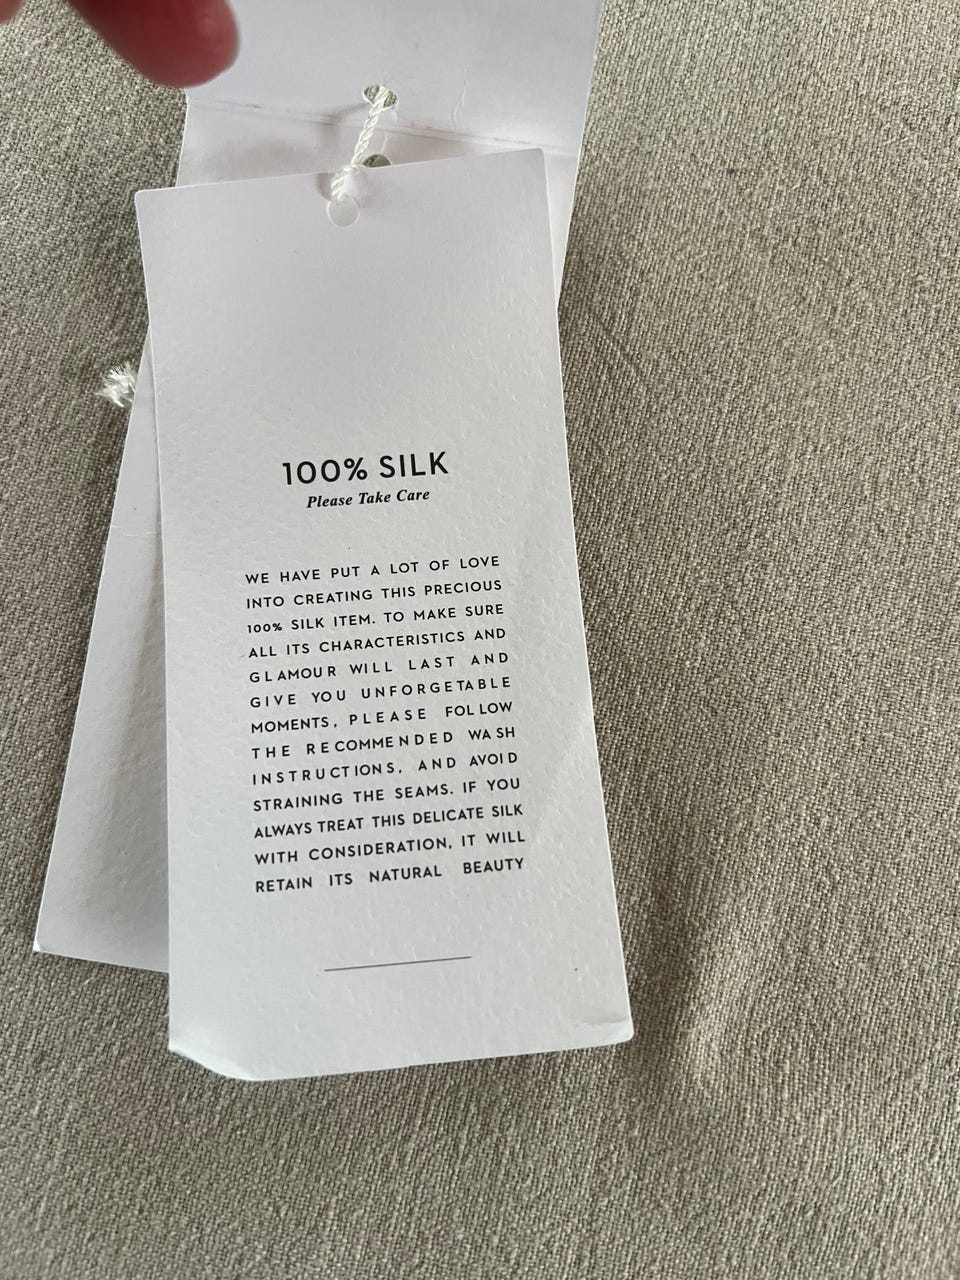 100% SILK
Please Take Care
WE HAVE PUT A LOT OF LOVE
INTO CREATING THIS PRECIOUS
100% SILK ITEM. TO MAKE SURE
ALL ITS CHARACTERISTICS AND
GLAMOUR WILL LAST AND
GIVE YOU UNFORGETABLE
MOMENTS, PLEASE FOLLOW
THE RECOMMENDED WASH
INSTRUCTIONS, AND AVOID
STRAINING THE SEAMS. IF YOU
ALWAYS TREAT THIS DELICATE SILK
WITH CONSIDERATION, IT WILL
RETAIN ITS NATURAL BEAUTY